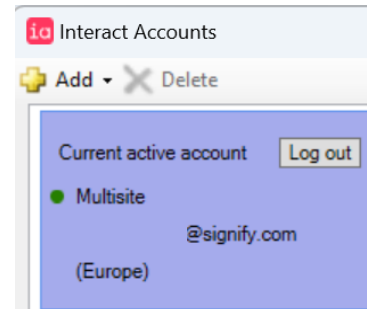 ia Interact Accounts
Add Delete
Current active account Log out
Multisite
@signify.com
(Europe)